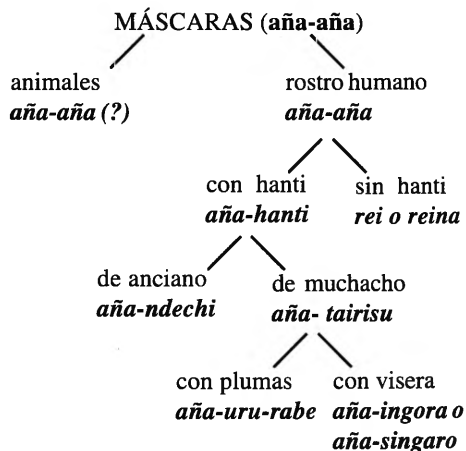 MÁSCARAS (aña-aña)
animales
aña-aña (?)
rostro humano
aña-aña
con hanti
aña-hanti
sin hanti
rei o reina
de anciano
aña-ndechi
de muchacho
aña- tairisu
con plumas
aña-uru-rabe
con visera
aña-ingora o
aña-singaro